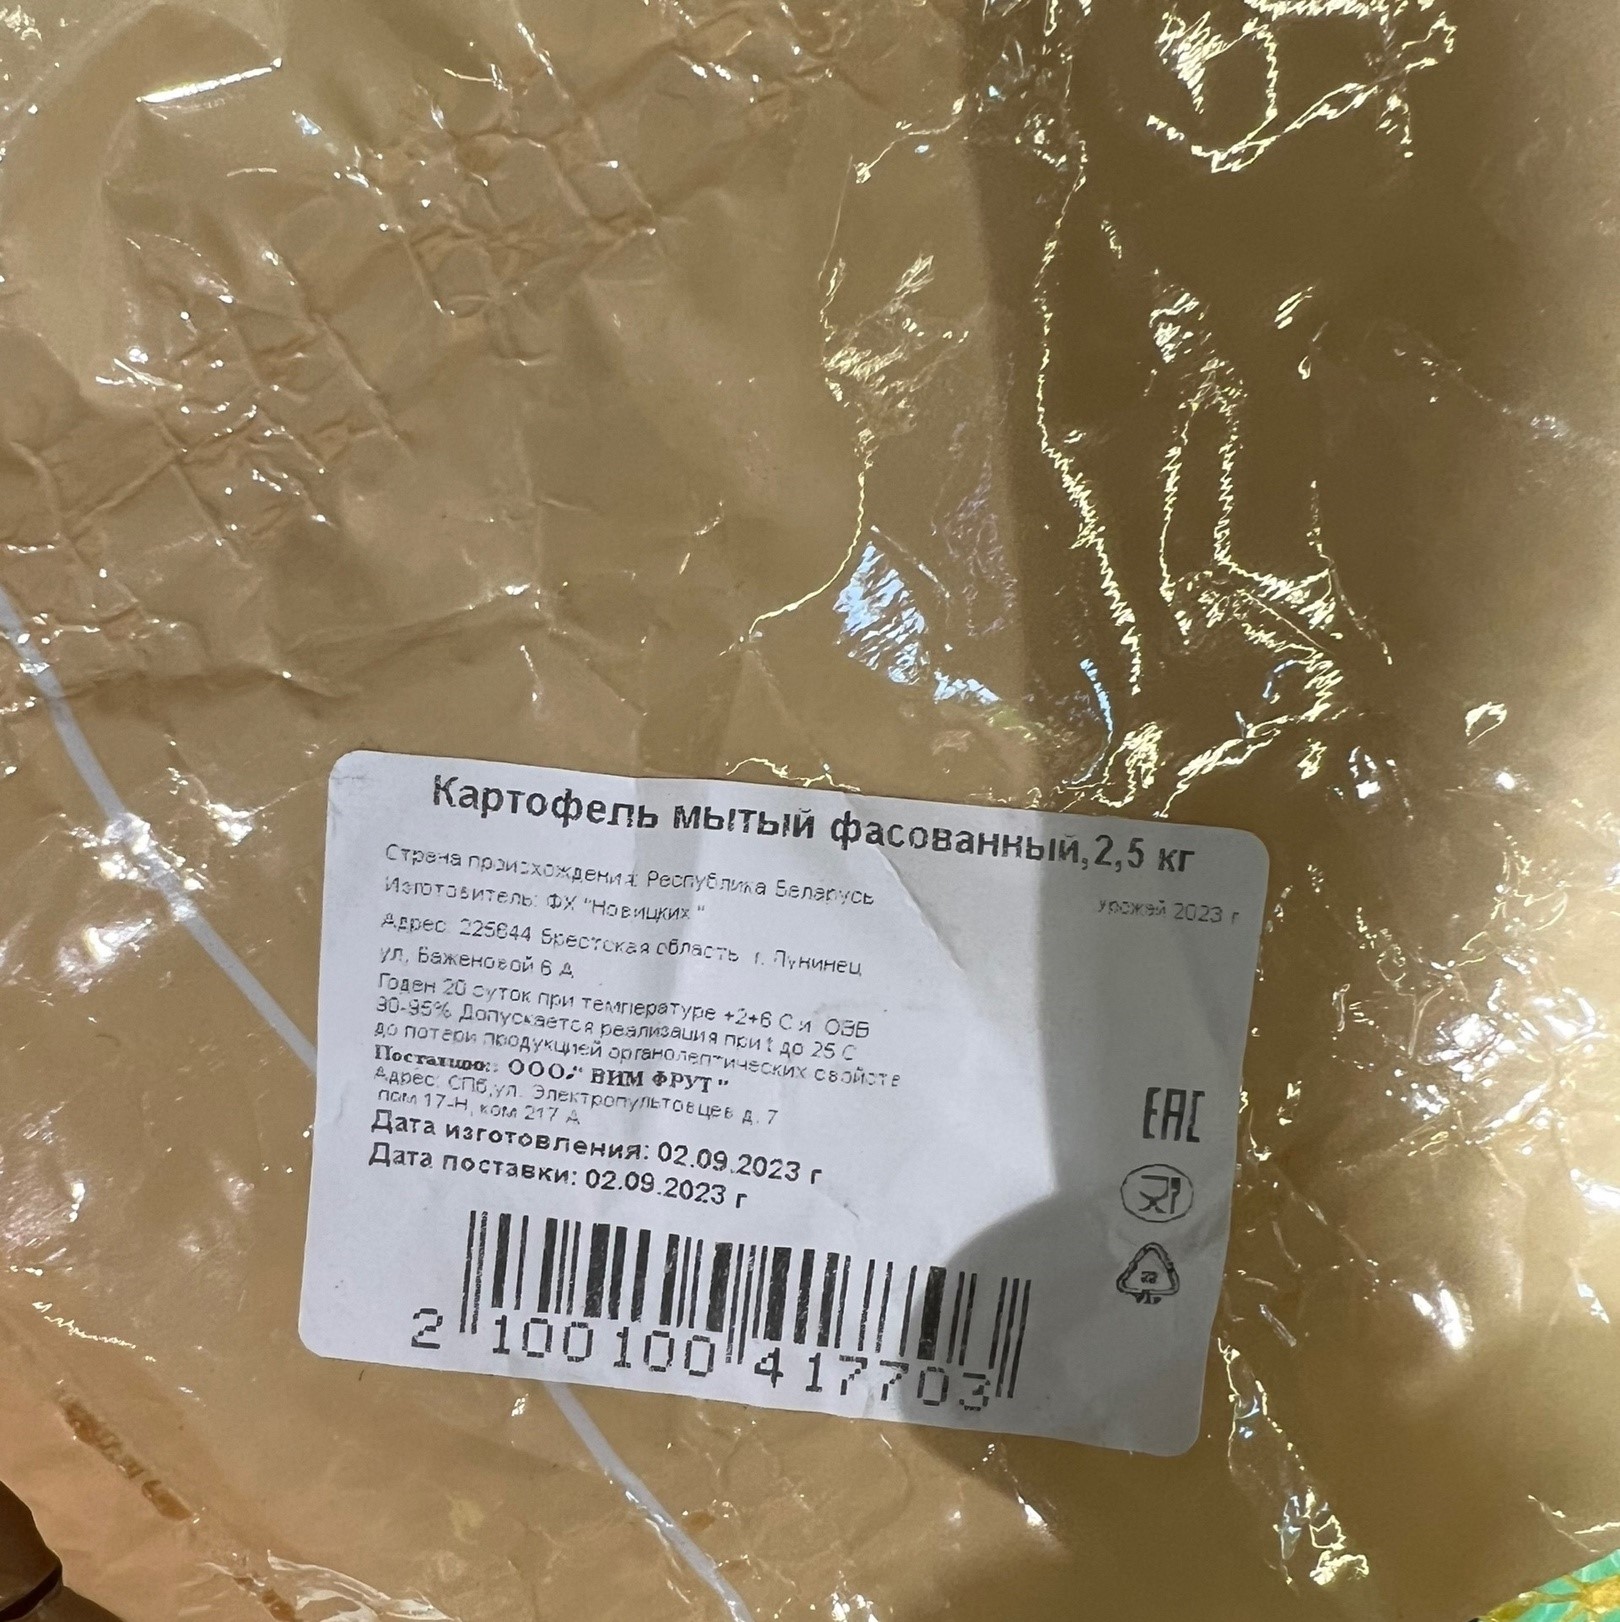 Картофель мытый фасованный,2,5 кг
Страна происхождения: Республика Беларусь
урожай 2023 г
Изготовитель: ФХ "Новицких"
Адрес: 225644 Брестская область г. Лунинец
ул. Баженовой 6 А
Годен 20 суток при температуре +2+6 С и ОВВ
90-95% Допускается реализация при t до 25 С
до потери продукцией органолептических свойств
Поставщик: ООО " ВИМ ФРУТ "
Адрес: СПб,ул. Электропультовцев д. 7
пом 17-Н, ком 217 А
Дата изготовления: 02.09.2023 г
Дата поставки: 02.09.2023 г
EAC
2 100100 417703